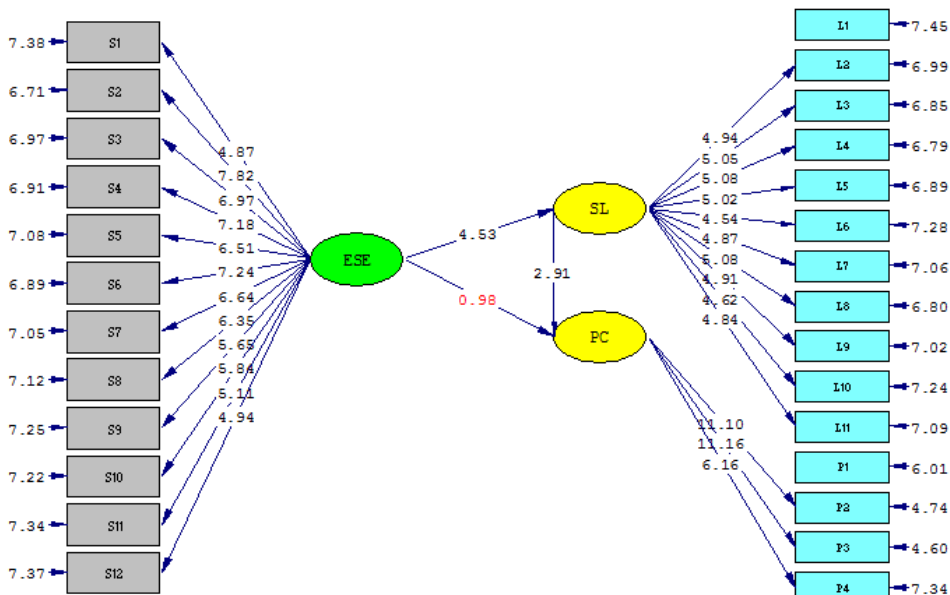 7.38 S1
6.71 S2
6.97 S3
6.91 S4
7.08 S5
6.89 S6
7.05 S7
7.12 S8
7.25 S9
7.22 S10
7.34 S11
7.37 S12
4.87
7.82
6.97
7.18
6.51
7.24
6.64
6.35
5.65
5.84
5.11
4.94
ESE
4.53
0.98
SL
2.91
PC
4.94
5.05
5.08
5.02
4.54
4.87
5.08
4.91
4.62
4.84
11.10
11.16
6.16
L1 7.45
L2 6.99
L3 6.85
L4 6.79
L5 6.89
L6 7.28
L7 7.06
L8 6.80
L9 7.02
L10 7.24
L11 7.09
P1 6.01
P2 4.74
P3 4.60
P4 7.34